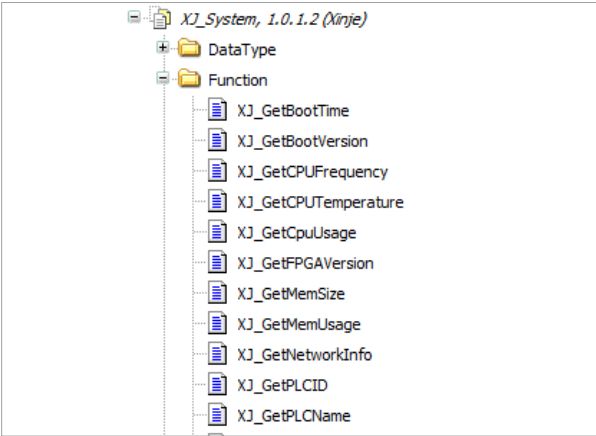 XJ_System, 1.0.1.2 (Xinje)
DataType
Function
XJ_GetBootTime
XJ_GetBootVersion
XJ_GetCPUFrequency
XJ_GetCPUTemperature
XJ_GetCpuUsage
XJ_GetFPGAVersion
XJ_GetMemSize
XJ_GetMemUsage
XJ_GetNetworkInfo
XJ_GetPLCID
XJ_GetPLCName